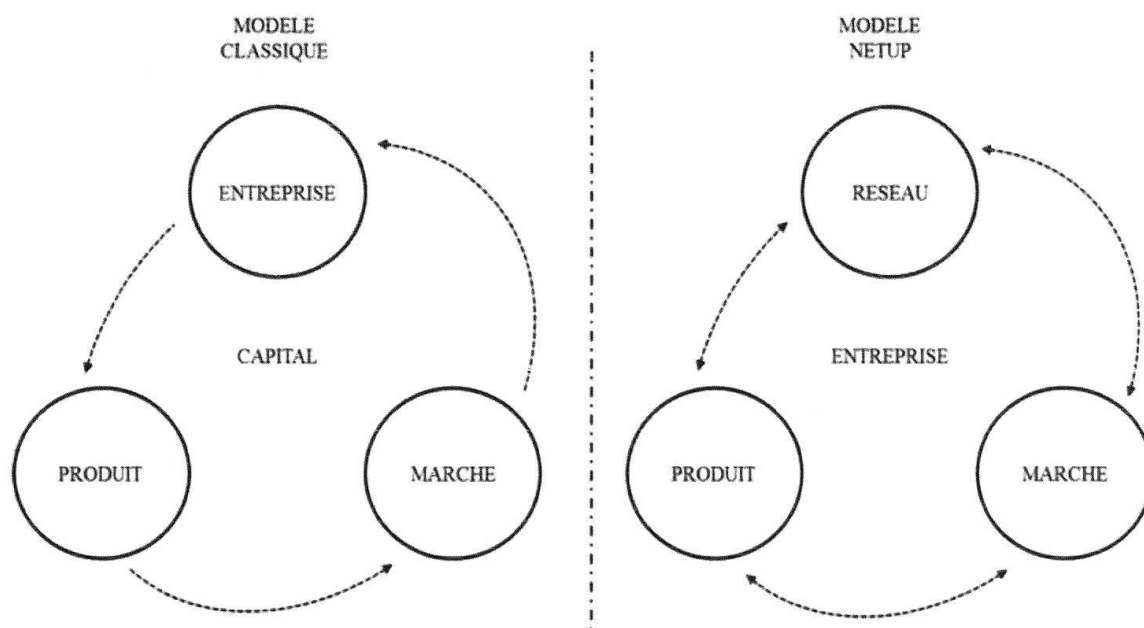 MODELE
CLASSIQUE
ENTREPRISE
CAPITAL
PRODUIT
MARCHE
MODELE
NETUP
RESEAU
ENTREPRISE
PRODUIT
MARCHE